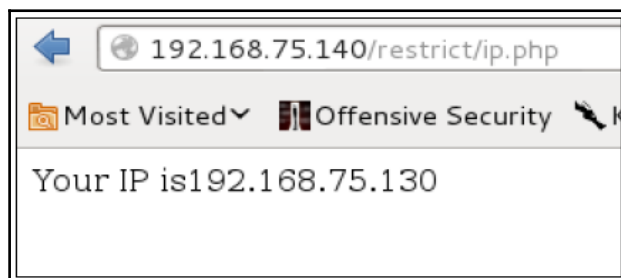 192.168.75.140/restrict/ip.php
Most Visited Offensive Security
Your IP is192.168.75.130